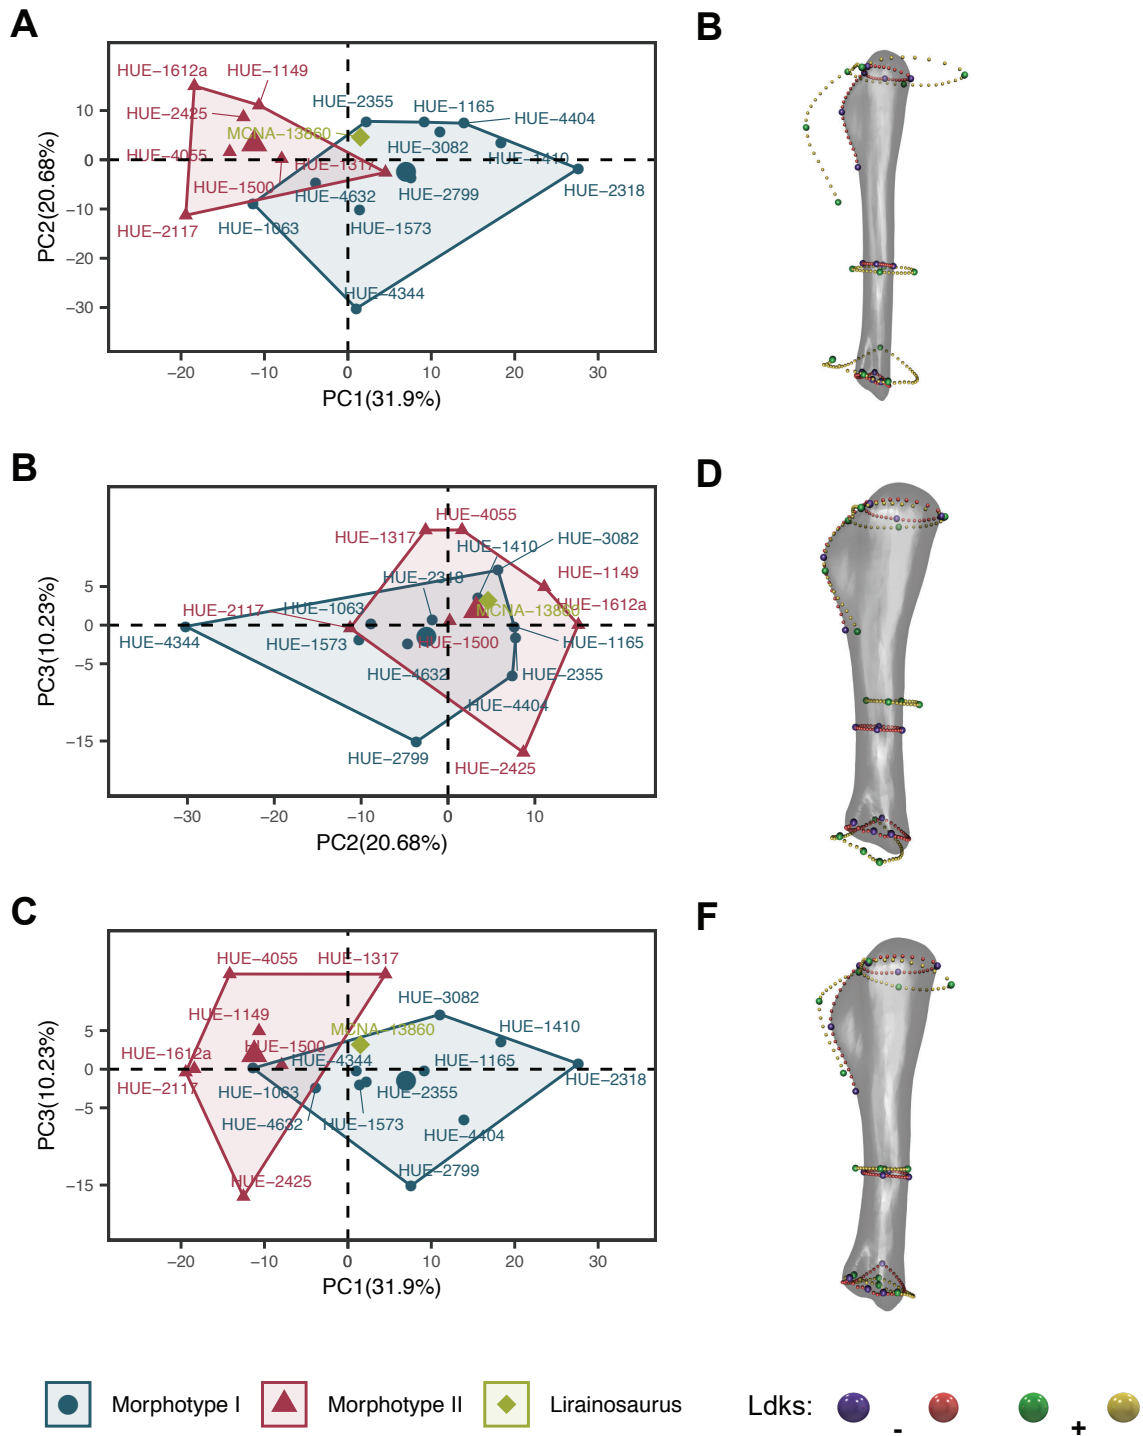 A
B
HUE−1612a
HUE−1149
HUE−2355
HUE−1165
HUE−2425
HUE−4404
MCNA−13860
HUE−3082
HUE−1410
HUE−4055
HUE−1317
HUE−1500
HUE−4632
HUE−2799
HUE−2318
HUE−2117
HUE−1063
HUE−1573
HUE−4344
10
0
−10
−20
−30
PC2(20.68%)
−20
−10
0
10
20
30
PC1(31.9%)
B
D
HUE−4055
HUE−1317
HUE−1410
HUE−3082
HUE−2318
HUE−1149
HUE−2117
HUE−1063
MCNA−13860
HUE−1612a
HUE−4344
HUE−1573
HUE−1500
HUE−1165
HUE−4632
HUE−2355
HUE−4404
HUE−2799
HUE−2425
5
0
−5
−15
PC3(10.23%)
−30
−20
−10
0
10
PC2(20.68%)
C
F
HUE−4055
HUE−1317
HUE−3082
HUE−1149
MCNA−13860
HUE−1410
HUE−1612a
HUE−1500
HUE−4344
HUE−1165
HUE−2117
HUE−1063
HUE−2355
HUE−2318
HUE−4632
HUE−1573
HUE−4404
HUE−2425
HUE−2799
5
0
−5
−15
PC3(10.23%)
−20
−10
0
10
20
30
PC1(31.9%)
Morphotype I
Morphotype II
Lirainosaurus
Ldks:
- +